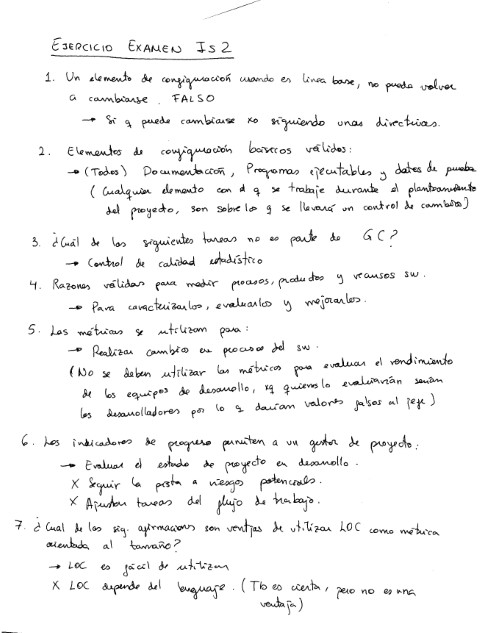 EJERCICIO EXAMEN IS2
1. Un elemento de configuración cuando es línea base, no puede volver
a cambiarse. FALSO
→ Si q puede cambiarse xo siguiendo unas directrices.
2. Elementos de configuración básicos válidos:
→ (Todos) Documentación, Programas ejecutables y datos de prueba
(Cualquier elemento con el q se trabaje durante el planteamiento
del proyecto, son sobre lo q se llevará un control de cambios)
3. ¿Cuál de las siguientes tareas no es parte de GC?
→ Control de calidad estadístico
4. Razones válidas para medir procesos, productos y recursos sw.
→ Para caracterizarlos, evaluarlos y mejorarlos.
5. Las métricas se utilizan para:
→ Realizar cambios en procesos del sw.
(No se deben utilizar las métricas para evaluar el rendimiento
de los equipos de desarrollo, xq quienes lo evaluarían serían
los desarrolladores por lo q darían valores falsos al jefe)
6. Los indicadores de progreso permiten a un gestor de proyecto:
→ Evaluar el estado de proyecto en desarrollo.
X Seguir la pista a riesgos potenciales.
X Ajustar tareas del flujo de trabajo.
7. ¿Cual de las sig. afirmaciones son ventajas de utilizar LOC como métrica
orientada al tamaño?
→ LOC es fácil de utilizar
X LOC depende del lenguaje. (Tb es cierta, pero no es una
ventaja)